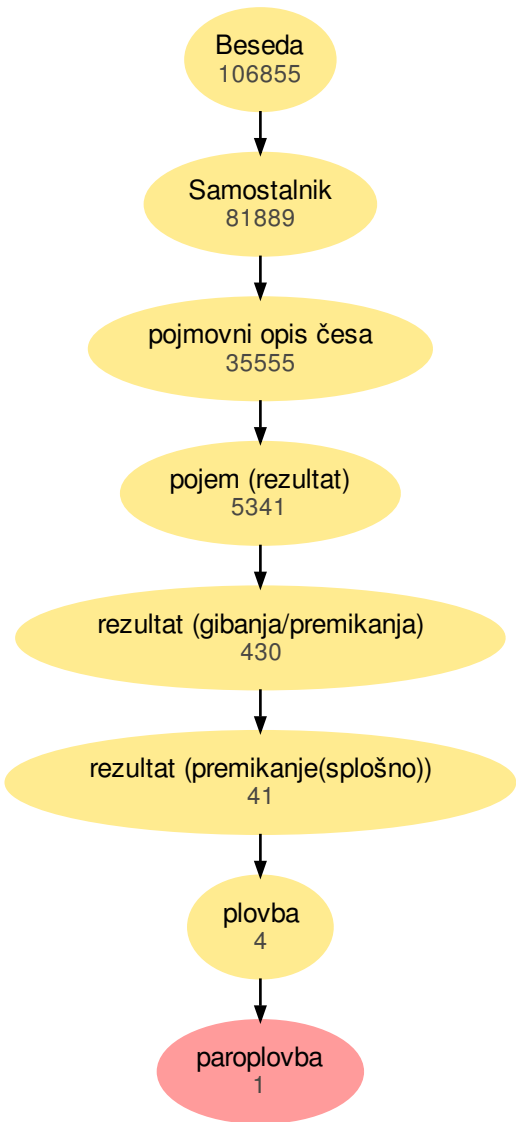 Beseda
106855
Samostalnik
81889
pojmovni opis česa
35555
pojem (rezultat)
5341
rezultat (gibanja/premikanja)
430
rezultat (premikanje(splošno))
41
plovba
4
paroplovba
1